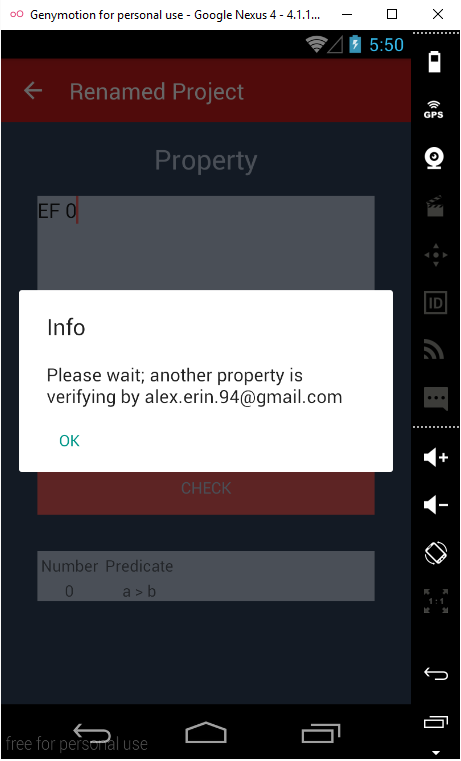 Genymotion for personal use - Google Nexus 4 - 4.1.1...
5:50
Renamed Project
GPS
Property
EF 0
ID
Info
Please wait; another property is
verifying by alex.erin.94@gmail.com
OK
CHECK
Number Predicate
0 a > b
1:1
free for personal use